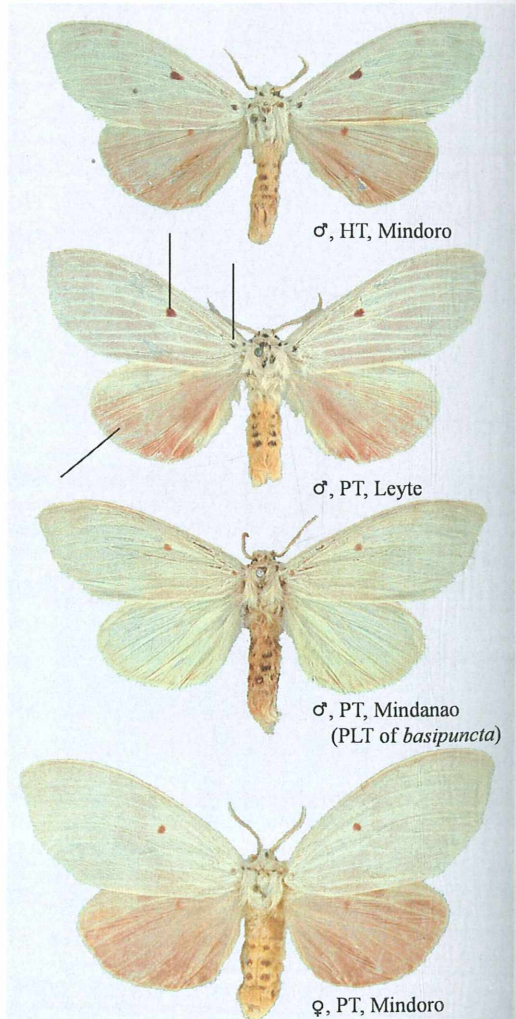 ♂, HT, Mindoro
♂, PT, Leyte
♂, PT, Mindanao
(PLT of basipuncta)
♀, PT, Mindoro